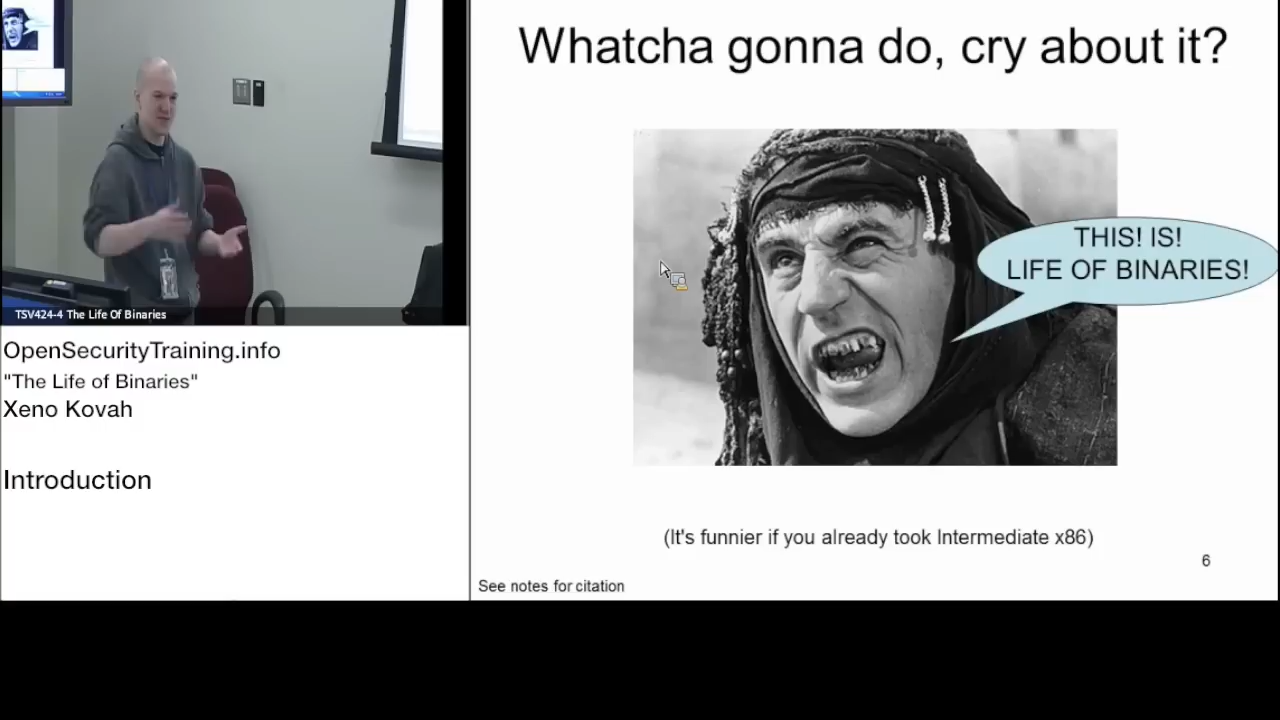 TSV424-4 The Life Of Binaries
OpenSecurityTraining.info
"The Life of Binaries"
Xeno Kovah
Introduction
Whatcha gonna do, cry about it?
THIS! IS!
LIFE OF BINARIES!
(It's funnier if you already took Intermediate x86)
6
See notes for citation